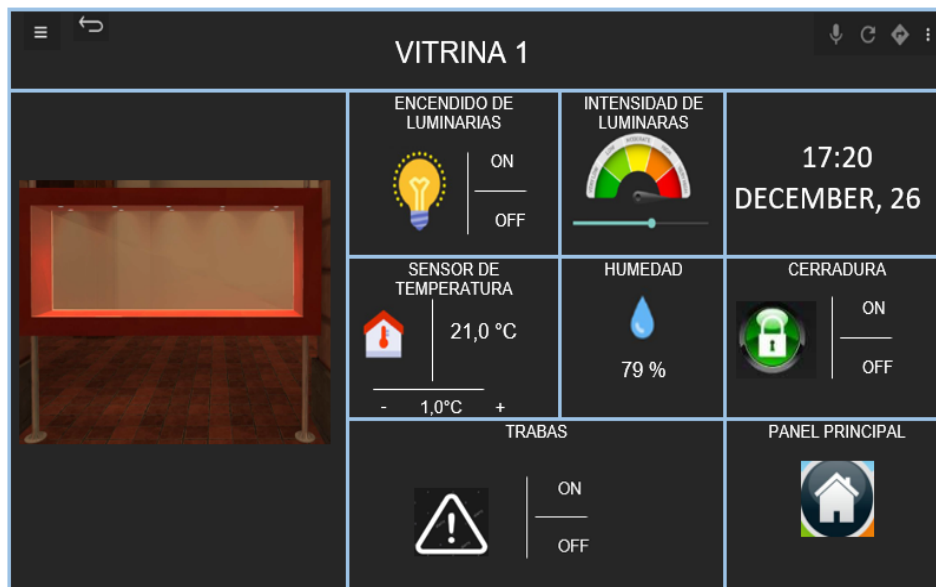 VITRINA 1
ENCENDIDO DE
LUMINARIAS
ON
OFF
INTENSIDAD DE
LUMINARAS
17:20
DECEMBER, 26
SENSOR DE
TEMPERATURA
21,0 °C
- 1,0°C +
HUMEDAD
79 %
CERRADURA
ON
OFF
TRABAS
ON
OFF
PANEL PRINCIPAL